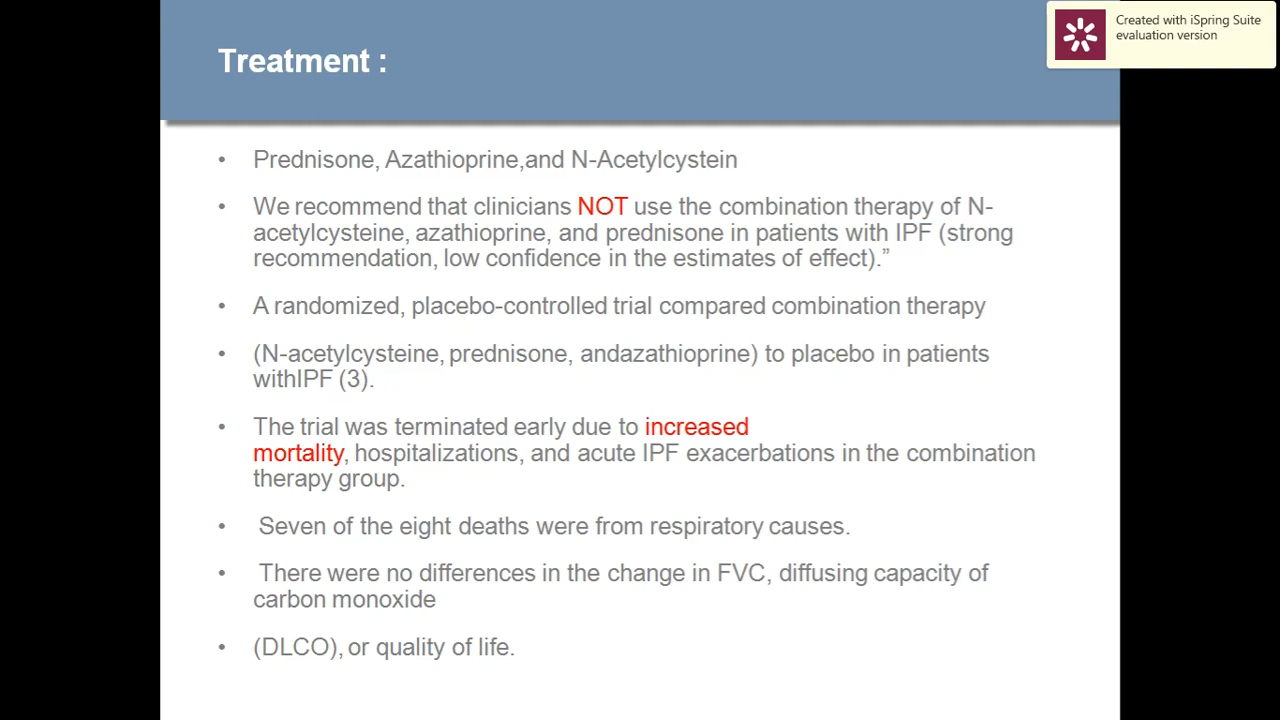 Created with iSpring Suite
evaluation version
Treatment :
• Prednisone, Azathioprine,and N-Acetylcystein
• We recommend that clinicians NOT use the combination therapy of N-
acetylcysteine, azathioprine, and prednisone in patients with IPF (strong
recommendation, low confidence in the estimates of effect).”
• A randomized, placebo-controlled trial compared combination therapy
• (N-acetylcysteine, prednisone, andazathioprine) to placebo in patients
withIPF (3).
• The trial was terminated early due to increased
mortality, hospitalizations, and acute IPF exacerbations in the combination
therapy group.
• Seven of the eight deaths were from respiratory causes.
• There were no differences in the change in FVC, diffusing capacity of
carbon monoxide
• (DLCO), or quality of life.